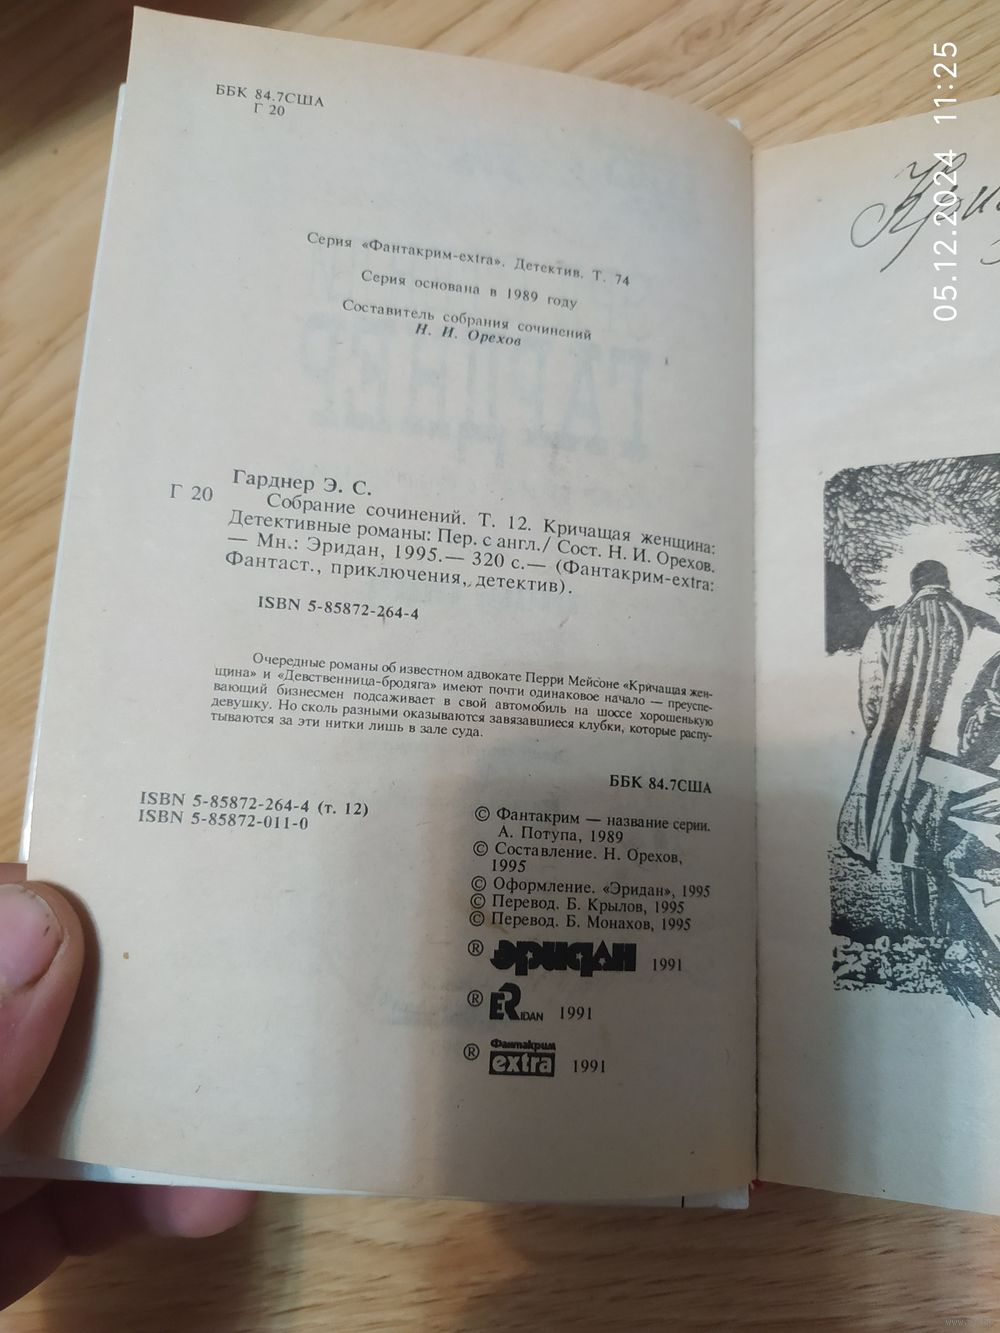 ББК 84.7США
Г 20
Серия «Фантакрим-extra». Детектив. Т. 74
Серия основана в 1989 году
Составитель собрания сочинений
Н. И. Орехов
Гарднер Э. С.
Г 20 Собрание сочинений. Т. 12. Кричащая женщина:
Детективные романы: Пер. с англ./ Сост. Н. И. Орехов.
— Мн.: Эридан, 1995.— 320 с.— (Фантакрим-extra:
Фантаст., приключения, детектив).
ISBN 5-85872-264-4
Очередные романы об известном адвокате Перри Мейсоне «Кричащая жен-
щина» и «Девственница-бродяга» имеют почти одинаковое начало — преуспе-
вающий бизнесмен подсаживает в свой автомобиль на шоссе хорошенькую
девушку. Но сколь разными оказываются завязавшиеся клубки, которые распу-
тываются за эти нитки лишь в зале суда.
ББК 84.7США
ISBN 5-85872-264-4 (т. 12)
ISBN 5-85872-011-0
© Фантакрим — название серии.
А. Потупа, 1989
© Составление. Н. Орехов,
1995
© Оформление. «Эридан», 1995
© Перевод. Б. Крылов, 1995
© Перевод. Б. Монахов, 1995
® 1991
® ERIDAN 1991
® Фантакрим extra 1991
05.12.2024 11:25